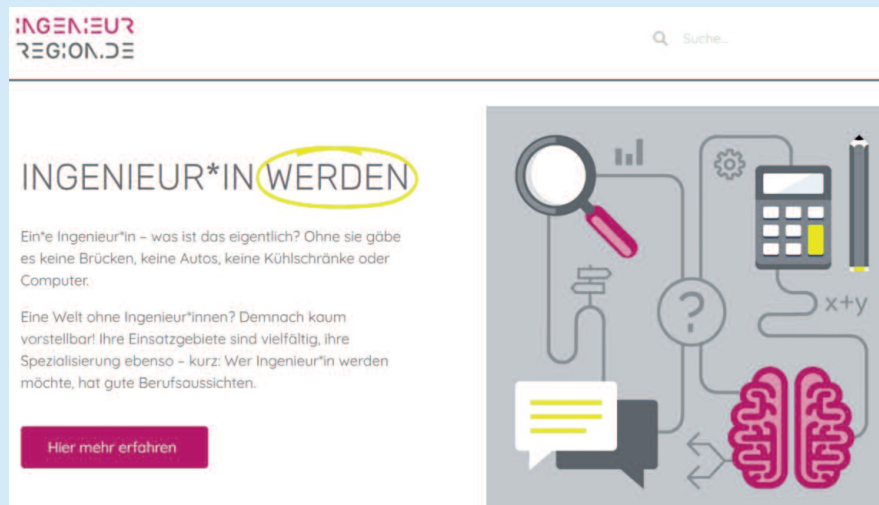 INGENIEUR
REGION.DE
Suche...
INGENIEUR*IN WERDEN
Ein*e Ingenieur*in – was ist das eigentlich? Ohne sie gäbe
es keine Brücken, keine Autos, keine Kühlschränke oder
Computer.
Eine Welt ohne Ingenieur*innen? Demnach kaum
vorstellbar! Ihre Einsatzgebiete sind vielfältig, ihre
Spezialisierung ebenso – kurz: Wer Ingenieur*in werden
möchte, hat gute Berufsaussichten.
Hier mehr erfahren
?
x+y